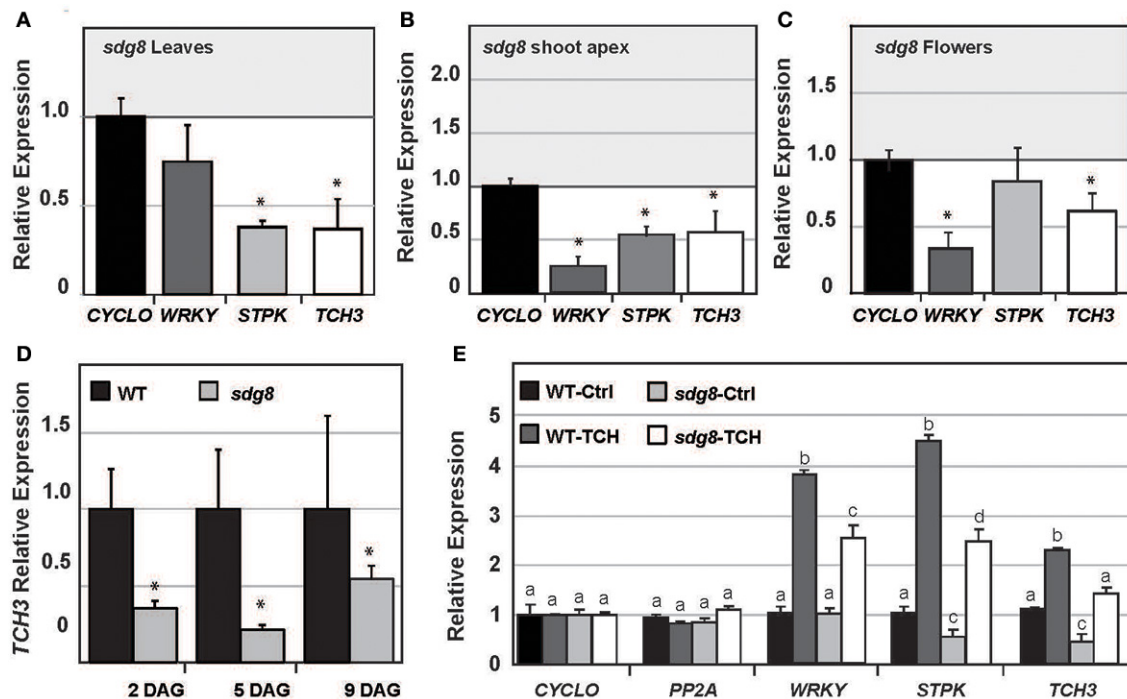 A
sdg8 Leaves
Relative Expression
1.0
0.5
0
*
*
CYCLO WRKY STPK TCH3
B
sdg8 shoot apex
Relative Expression
2.0
1.5
1.0
0.5
0
*
*
*
CYCLO WRKY STPK TCH3
C
sdg8 Flowers
Relative Expression
1.5
1.0
0.5
0
*
*
CYCLO WRKY STPK TCH3
D
WT sdg8
TCH3 Relative Expression
1.5
1.0
0.5
0
*
*
*
2 DAG 5 DAG 9 DAG
E
WT-Ctrl sdg8-Ctrl
WT-TCH sdg8-TCH
Relative Expression
5
4
3
2
1
0
a a a a
a a a a
a b a c
a b c d
a b c a
CYCLO PP2A WRKY STPK TCH3